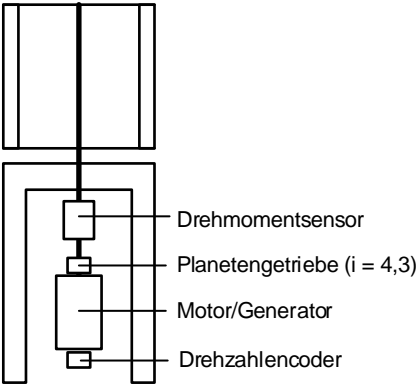 Drehmomentsensor
Planetengetriebe (i = 4,3)
Motor/Generator
Drehzahlencoder